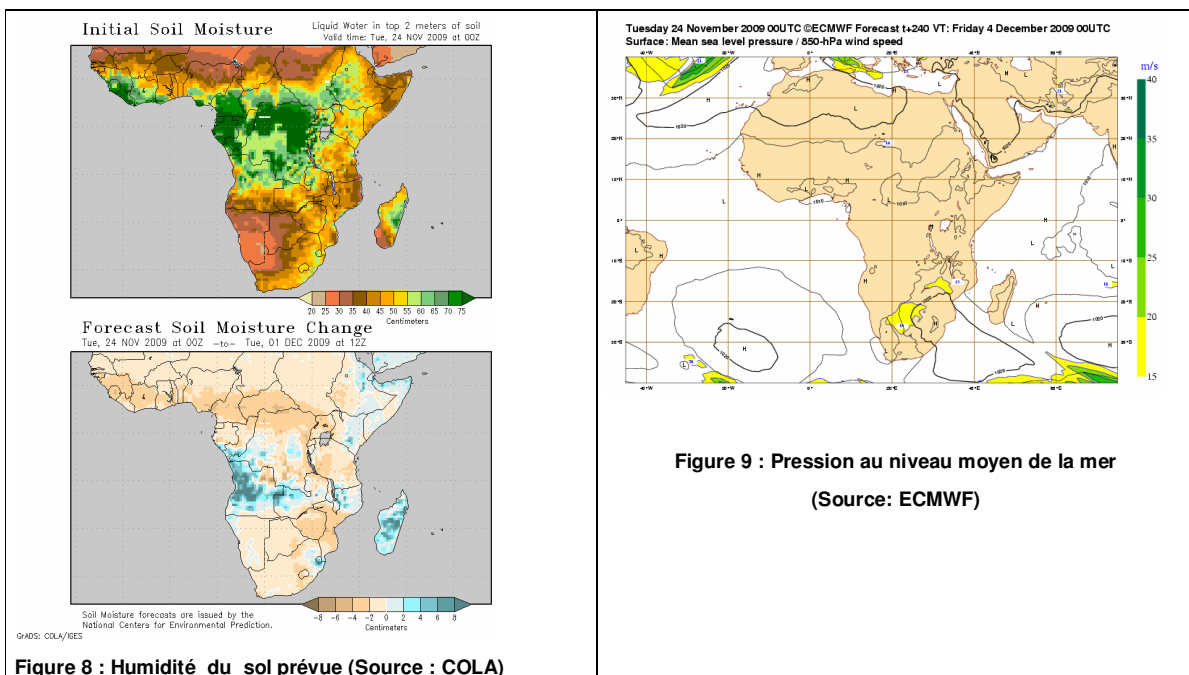 Initial Soil Moisture
Liquid Water in top 2 meters of soil
Valid time: Tue, 24 NOV 2009 at 00Z
20 25 30 35 40 45 50 55 60 65 70 75
Centimeters
Forecast Soil Moisture Change
Tue, 24 NOV 2009 at 00Z -to- Tue, 01 DEC 2009 at 12Z
-8 -6 -4 -2 0 2 4 6 8
Centimeters
Soil Moisture forecasts are issued by the
National Centers for Environmental Prediction.
GrADS: COLA/IGES
Figure 8 : Humidité du sol prévue (Source : COLA)
Tuesday 24 November 2009 00UTC ©ECMWF Forecast t+240 VT: Friday 4 December 2009 00UTC
Surface: Mean sea level pressure / 850-hPa wind speed
m/s
40
35
30
25
20
15
Figure 9 : Pression au niveau moyen de la mer
(Source: ECMWF)